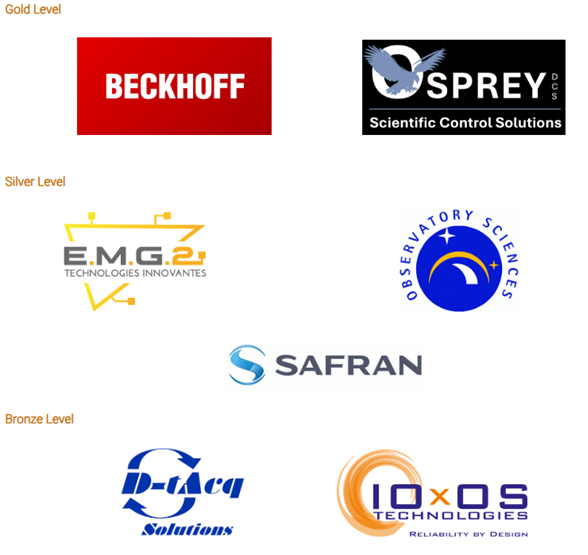 Gold Level
BECKHOFF
OSPREY
DCS
Scientific Control Solutions
Silver Level
E.M.G.2
TECHNOLOGIES INNOVANTES
OBSERVATORY SCIENCES
SAFRAN
Bronze Level
D-tAcq
Solutions
IOxOS
TECHNOLOGIES
RELIABILITY BY DESIGN